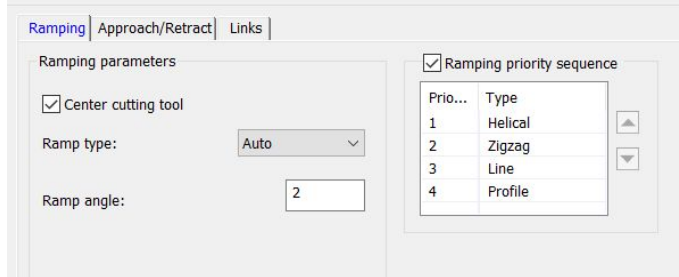 Ramping Approach/Retract Links
Ramping parameters
Center cutting tool
Ramp type: Auto
Ramp angle: 2
Ramping priority sequence
Prio... Type
1 Helical
2 Zigzag
3 Line
4 Profile